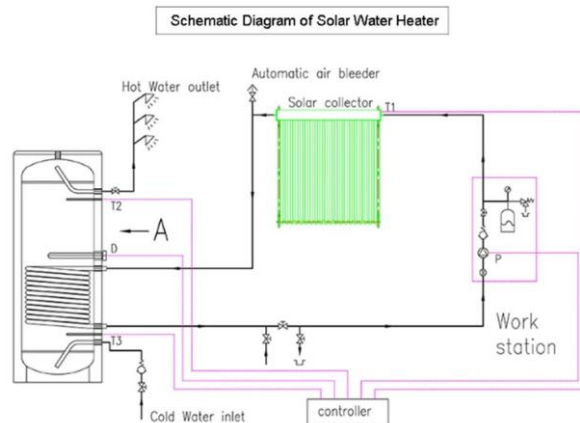 Schematic Diagram of Solar Water Heater
Automatic air bleeder
Hot Water outlet
Solar collector
T1
T2
A
D
P
T3
Work
station
controller
Cold Water inlet